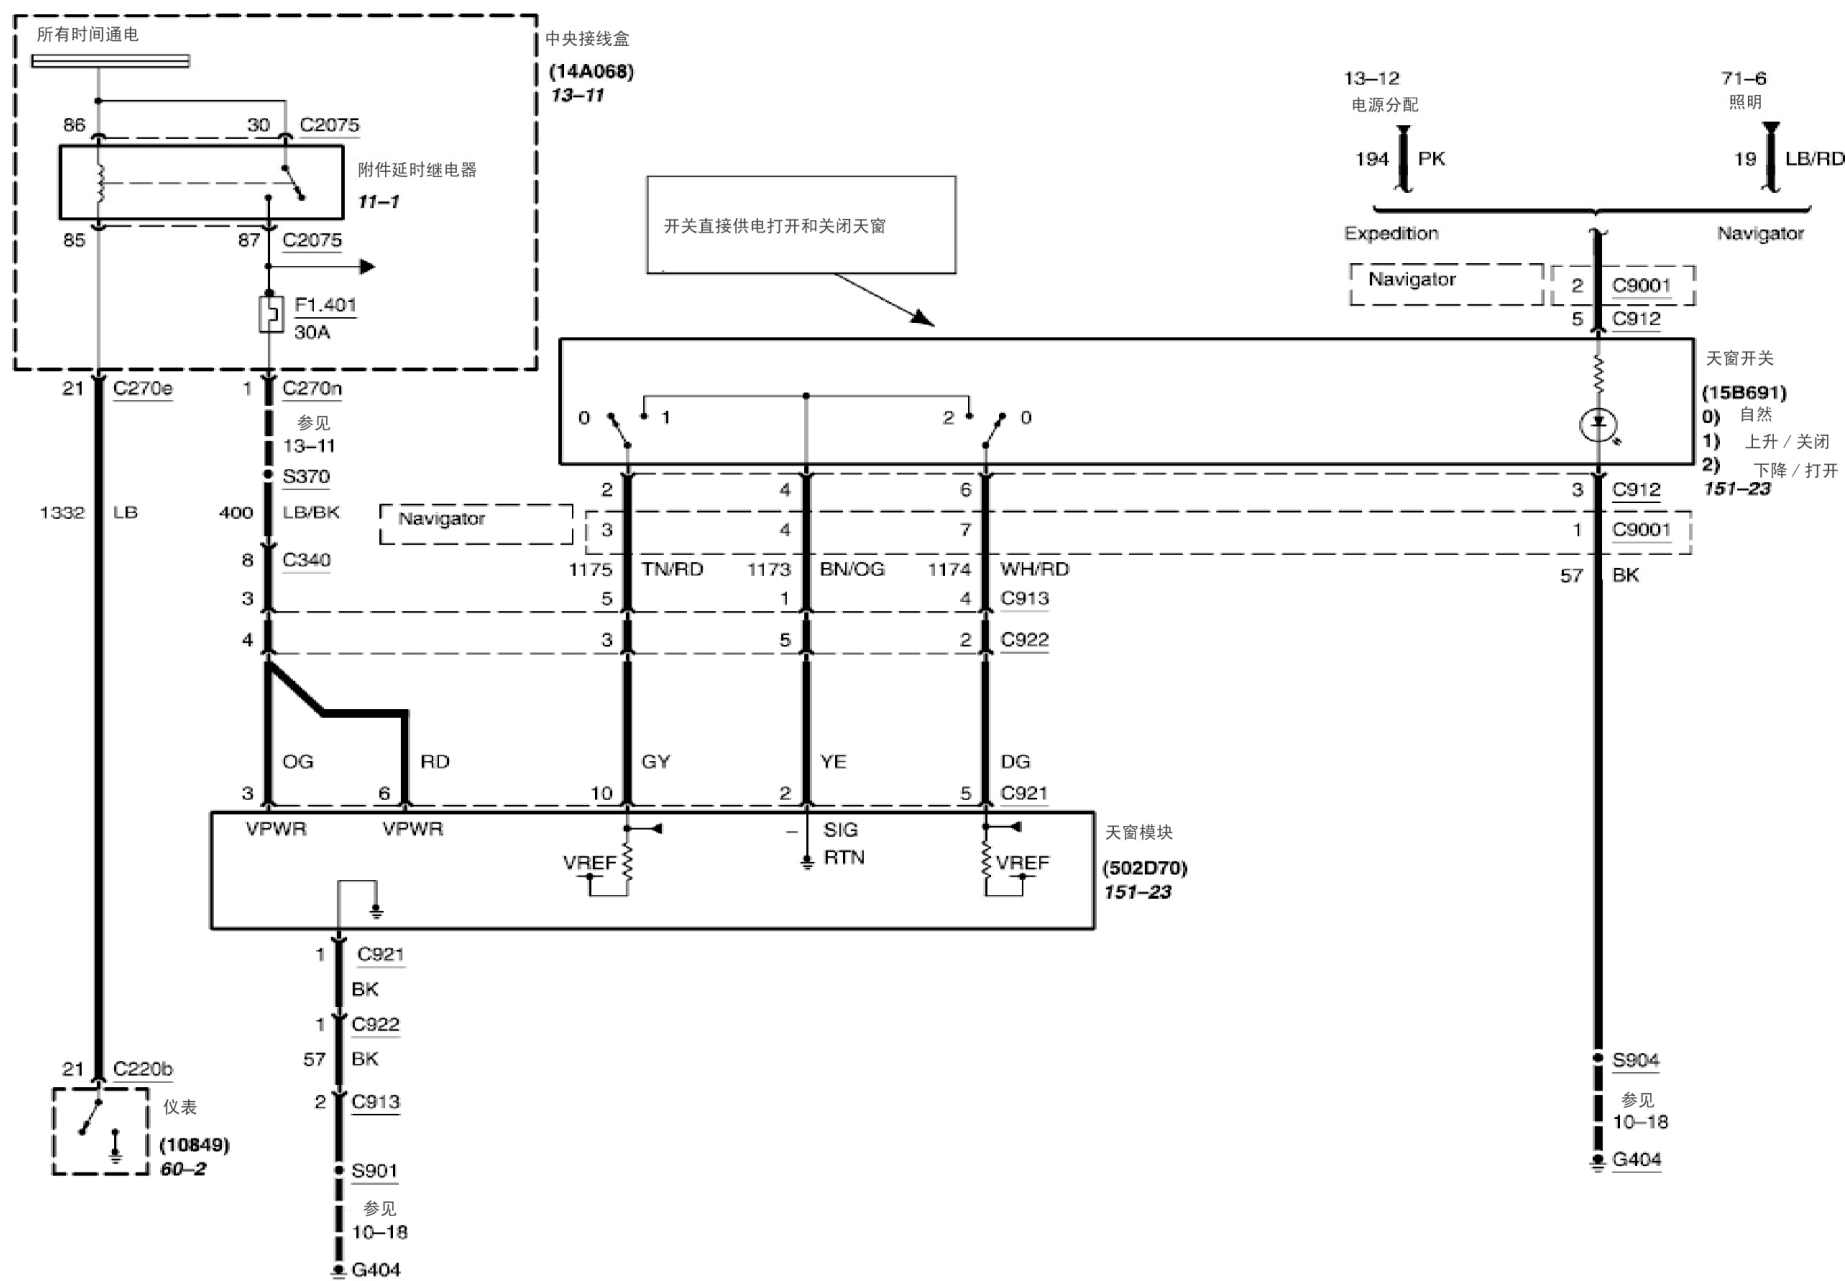 所有时间通电
中央接线盒
(14A068)
13–11
86
30
C2075
附件延时继电器
11–1
85
87
C2075
F1.401
30A
13–12
电源分配
71–6
照明
194
PK
19
LB/RD
Expedition
Navigator
开关直接供电打开和关闭天窗
Navigator
2
C9001
5
C912
天窗开关
(15B691)
0) 自然
1) 上升 / 关闭
2) 下降 / 打开
151–23
0
1
2
0
21
C270e
1
C270n
参见
13–11
S370
1332
LB
400
LB/BK
8
C340
2
4
6
3
C912
Navigator
3
4
7
1
C9001
1175
TN/RD
1173
BN/OG
1174
WH/RD
57
BK
3
5
1
4
C913
4
3
5
2
C922
OG
RD
GY
YE
DG
3
6
10
2
5
C921
VPWR
VPWR
– SIG
RTN
VREF
VREF
天窗模块
(502D70)
151–23
1
C921
BK
1
C922
57
BK
2
C913
S901
参见
10–18
G404
21
C220b
仪表
(10849)
60–2
S904
参见
10–18
G404